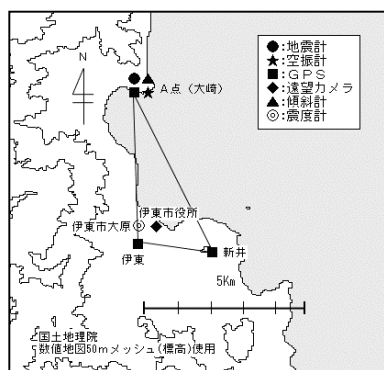 ●:地震計
★:空振計
■:GPS
◆:遠望カメラ
▲:傾斜計
◎:震度計
N
A点(大崎)
伊東市役所
伊東市大原
伊東
新井
5Km
国土地理院
数値地図50mメッシュ(標高)使用